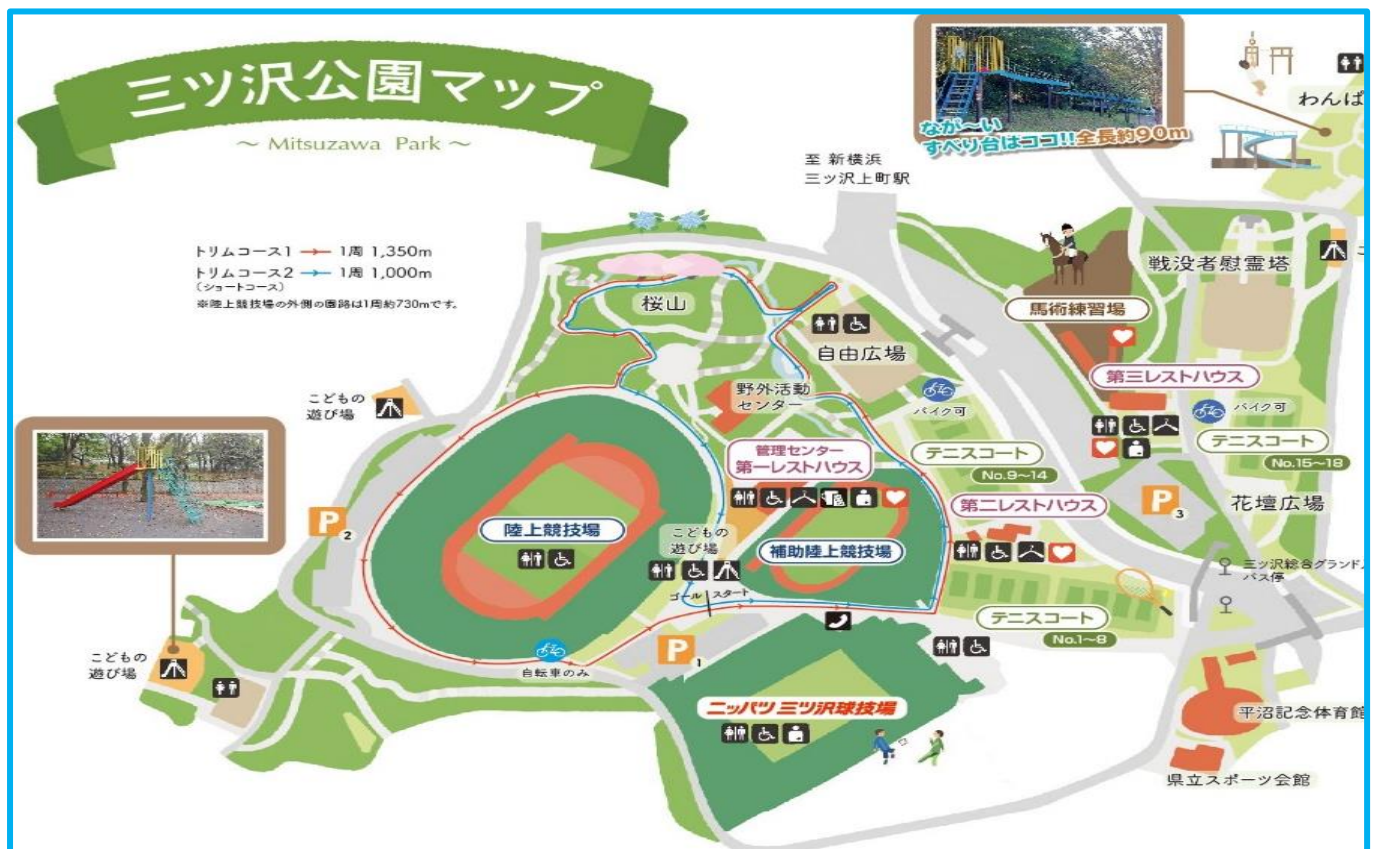 三ツ沢公園マップ
～ Mitsuzawa Park ～
なが～い
すべり台はココ!!全長約90m
わんぱ
至 新横浜
三ツ沢上町駅
トリムコース1 → 1周 1,350m
トリムコース2 → 1周 1,000m
(ショートコース)
※陸上競技場の外側の園路は1周約730mです。
桜山
戦没者慰霊塔
馬術練習場
自由広場
第三レストハウス
こどもの
遊び場
野外活動
センター
バイク可
バイク可
テニスコート
No.9～14
テニスコート
No.15～18
管理センター
第一レストハウス
第二レストハウス
P3
花壇広場
P2
陸上競技場
こどもの
遊び場
補助陸上競技場
三ツ沢総合グランド
バス停
ゴール スタート
テニスコート
No.1～8
こどもの
遊び場
自転車のみ
P1
ニッパツ 三ツ沢球技場
平沼記念体育館
県立スポーツ会館